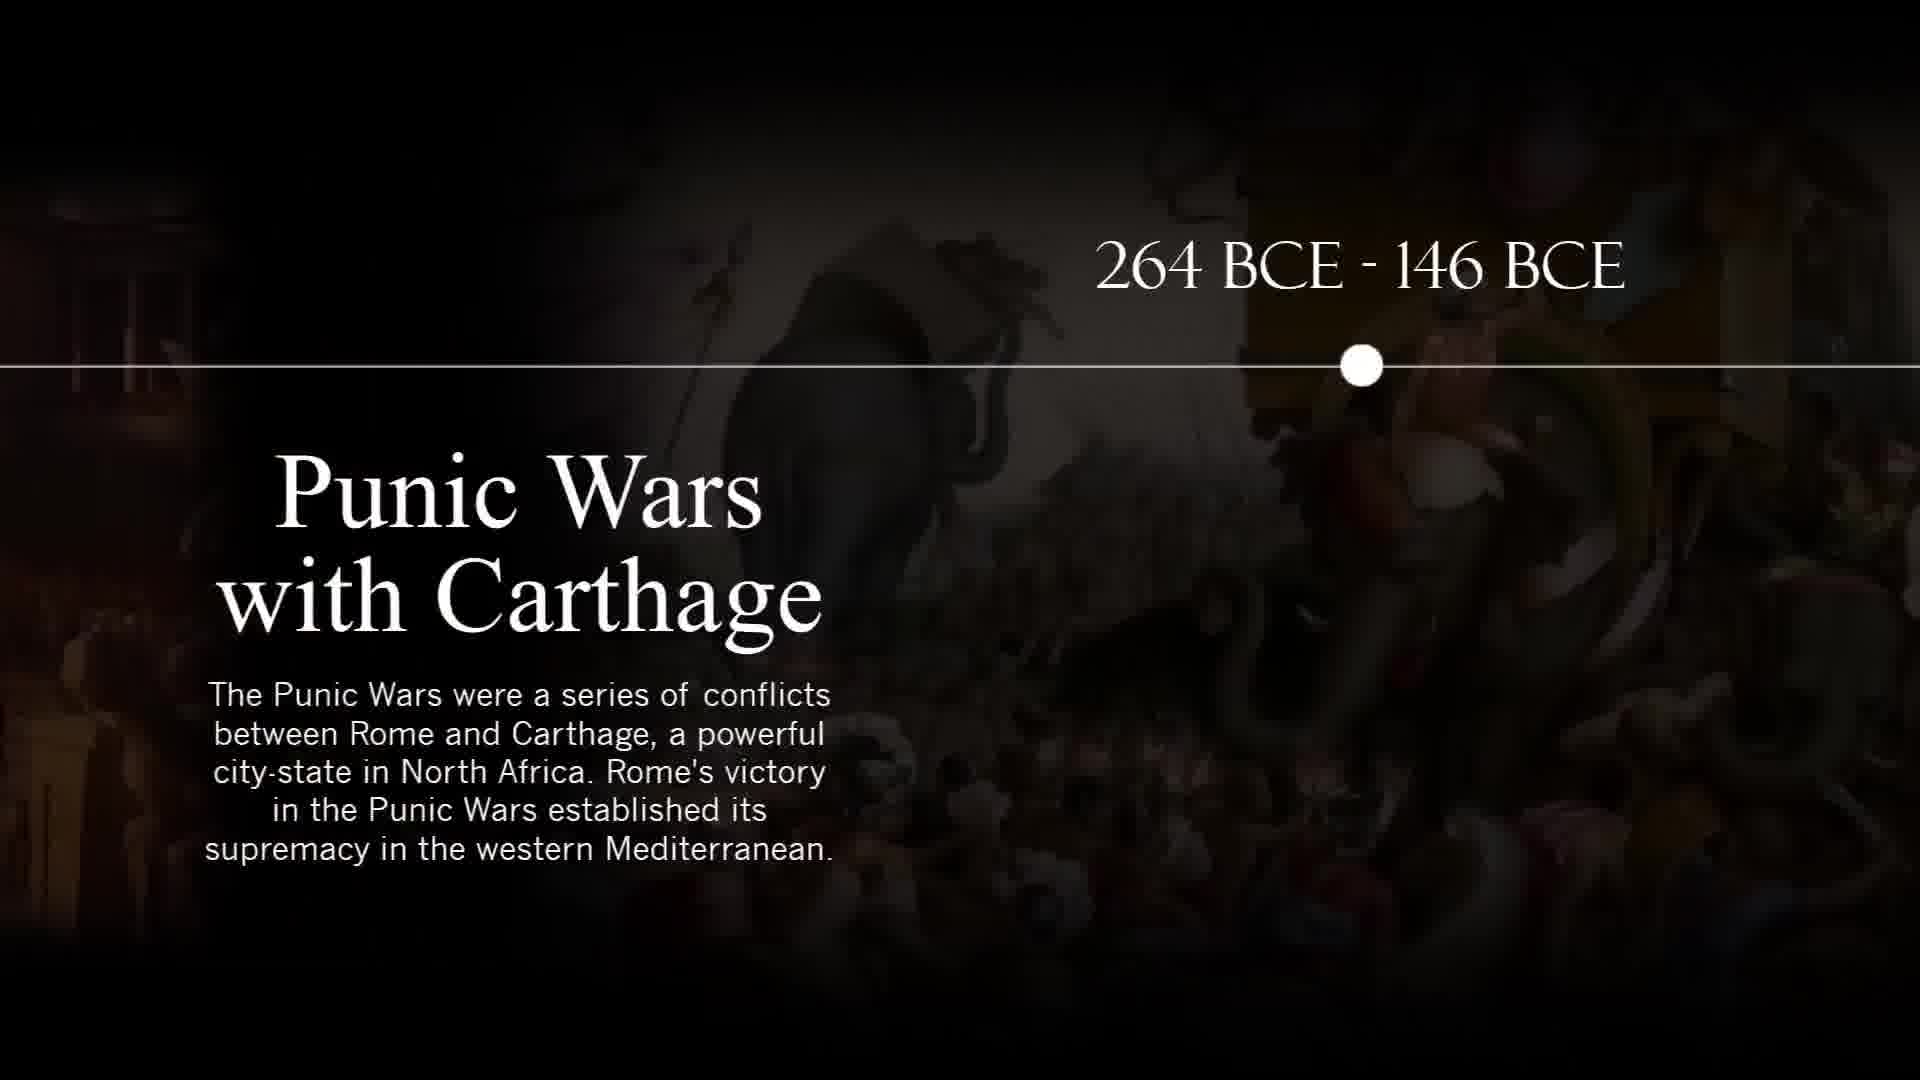 264 BCE - 146 BCE
Punic Wars
with Carthage
The Punic Wars were a series of conflicts
between Rome and Carthage, a powerful
city-state in North Africa. Rome's victory
in the Punic Wars established its
supremacy in the western Mediterranean.